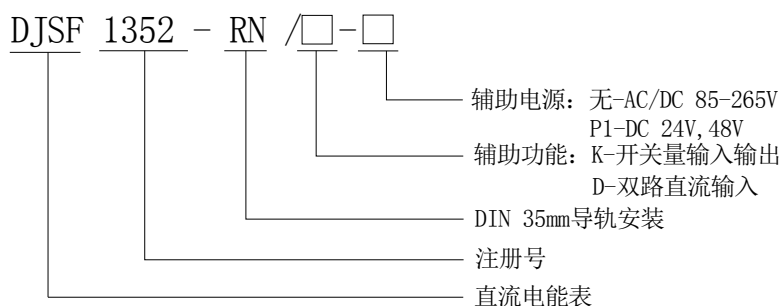 DJSF 1352 - RN /□-□
辅助电源：无-AC/DC 85-265V
P1-DC 24V,48V
辅助功能：K-开关量输入输出
D-双路直流输入
DIN 35mm导轨安装
注册号
直流电能表